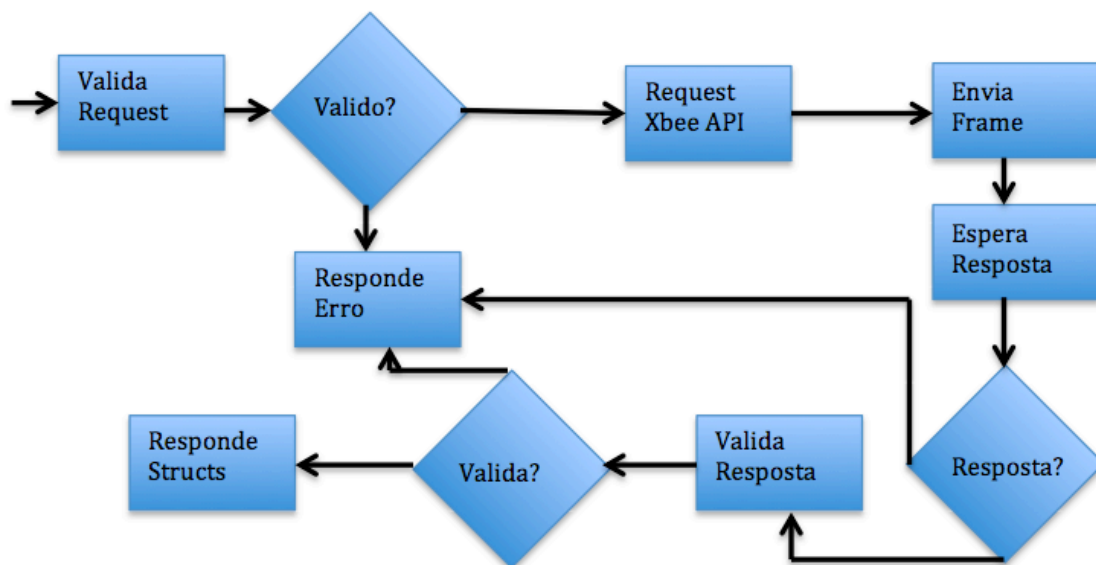 Valida
Request
Valido?
Request
Xbee API
Envia
Frame
Espera
Resposta
Responde
Erro
Responde
Structs
Valida?
Valida
Resposta
Resposta?